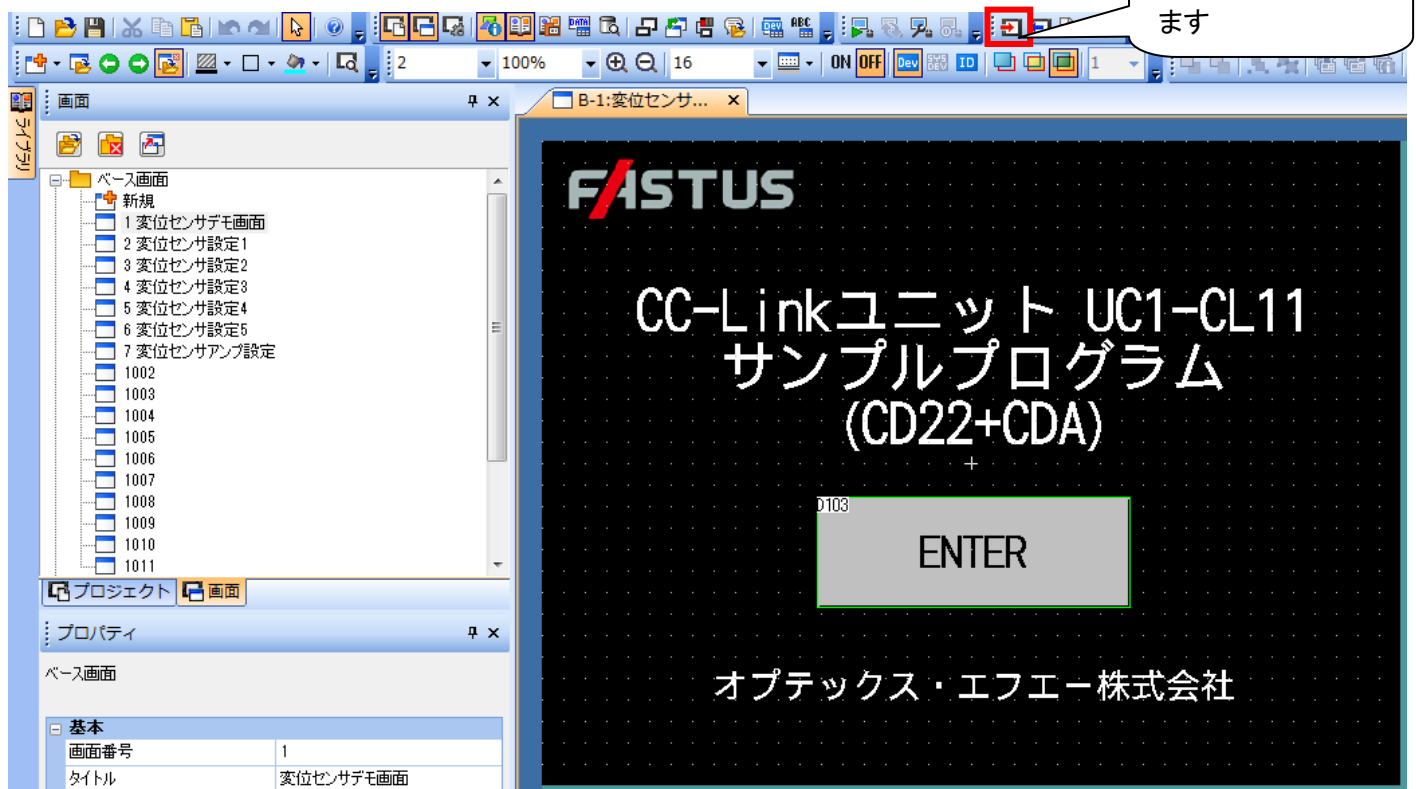 ます
DATA
Dev
ABC
2
100%
16
ON OFF Dev SYS DEV ID
1
ライブラリ
画面
B-1:変位センサ...
ベース画面
新規
1 変位センサデモ画面
2 変位センサ設定1
3 変位センサ設定2
4 変位センサ設定3
5 変位センサ設定4
6 変位センサ設定5
7 変位センサアンプ設定
1002
1003
1004
1005
1006
1007
1008
1009
1010
1011
プロジェクト 画面
プロパティ
ベース画面
基本
画面番号 1
タイトル 変位センサデモ画面
FASTUS
CC-Linkユニット UC1-CL11
サンプルプログラム
(CD22+CDA)
D103
ENTER
オプテックス・エフエー株式会社